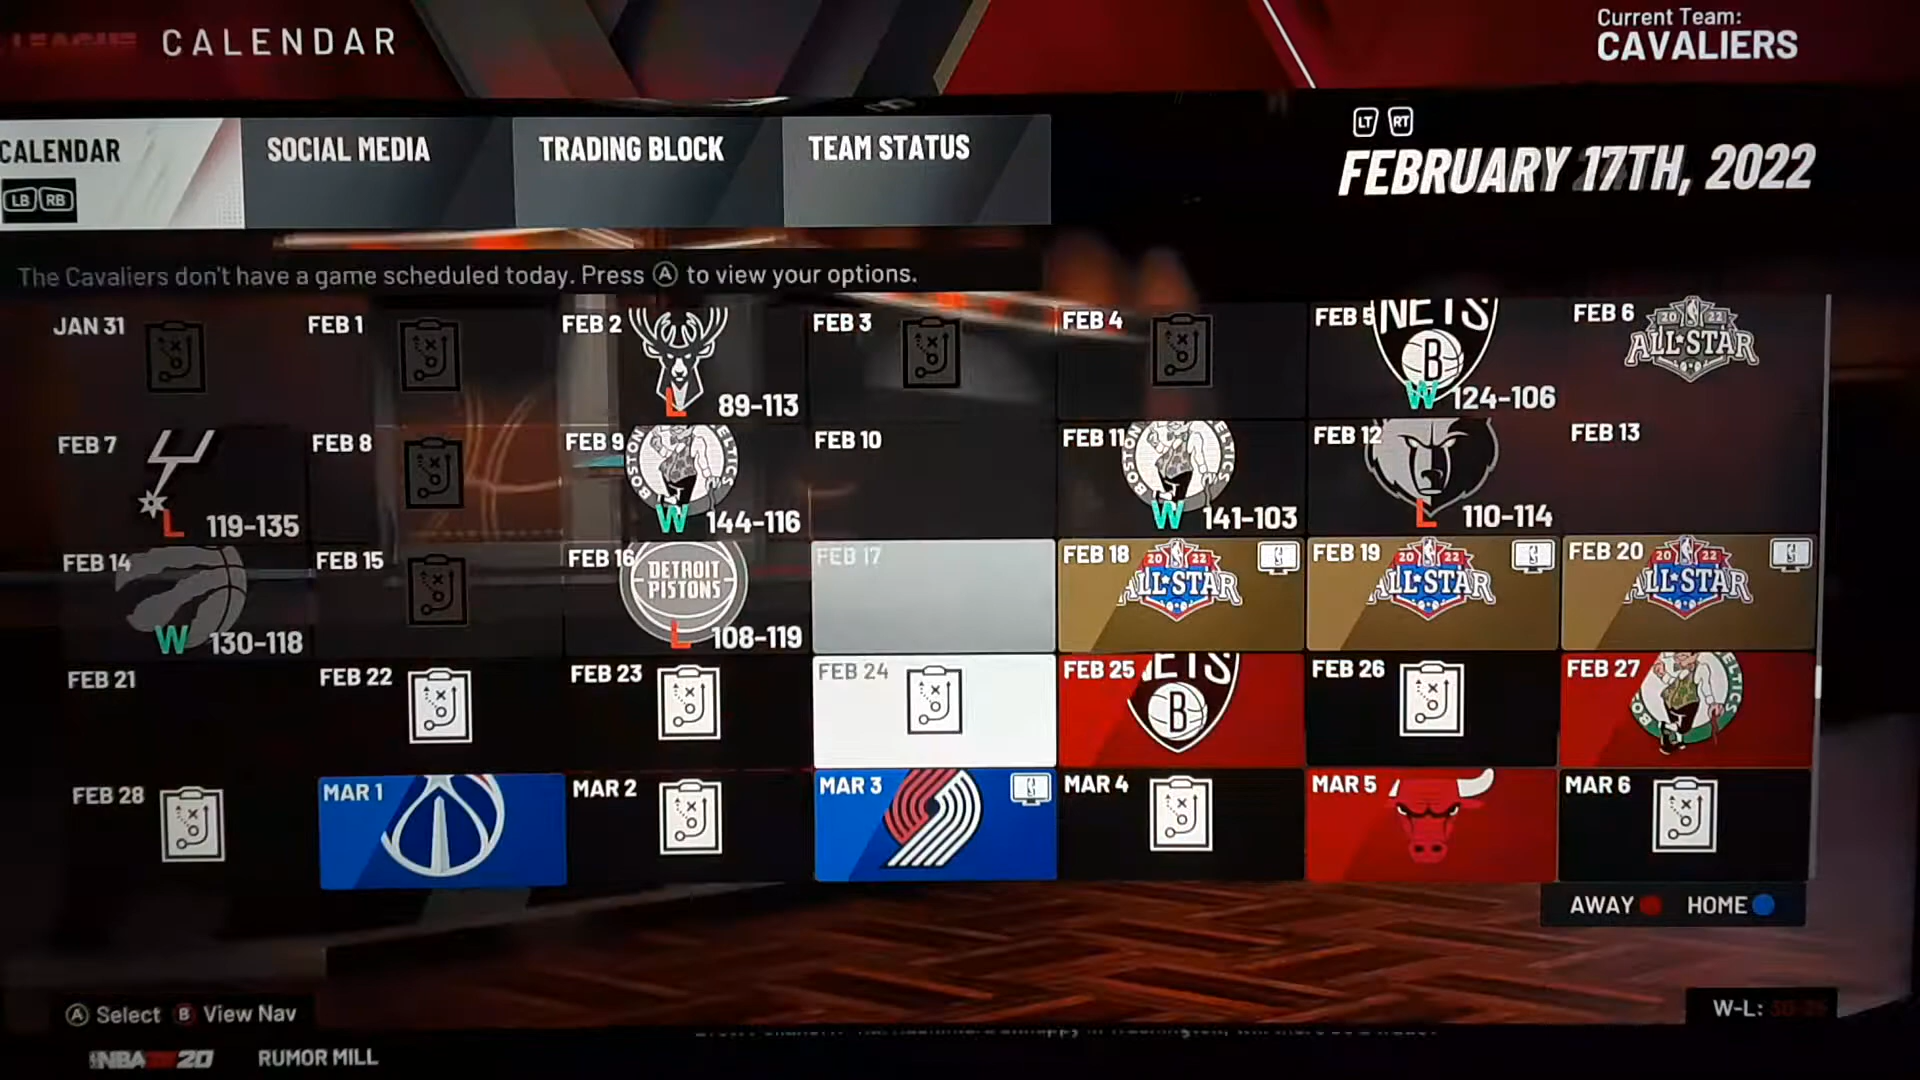 LEAGUE CALENDAR
Current Team:
CAVALIERS
CALENDAR
LB RB
SOCIAL MEDIA
TRADING BLOCK
TEAM STATUS
LT RT
FEBRUARY 17TH, 2022
The Cavaliers don't have a game scheduled today. Press A to view your options.
JAN 31
FEB 1
FEB 2
L 89-113
FEB 3
FEB 4
FEB 5
NETS
B
W 124-106
FEB 6
2022
ALL★STAR
FEB 7
L 119-135
FEB 8
FEB 9
BOSTON CELTICS
W 144-116
FEB 10
FEB 11
BOSTON CELTICS
W 141-103
FEB 12
L 110-114
FEB 13
FEB 14
W 130-118
FEB 15
FEB 16
DETROIT
PISTONS
L 108-119
FEB 17
FEB 18
2022
ALL★STAR
FEB 19
2022
ALL★STAR
FEB 20
2022
ALL★STAR
FEB 21
FEB 22
FEB 23
FEB 24
FEB 25
NETS
B
FEB 26
FEB 27
BOSTON CELTICS
FEB 28
MAR 1
MAR 2
MAR 3
MAR 4
MAR 5
MAR 6
AWAY HOME
A Select B View Nav
W-L:
NBA 2K20 RUMOR MILL